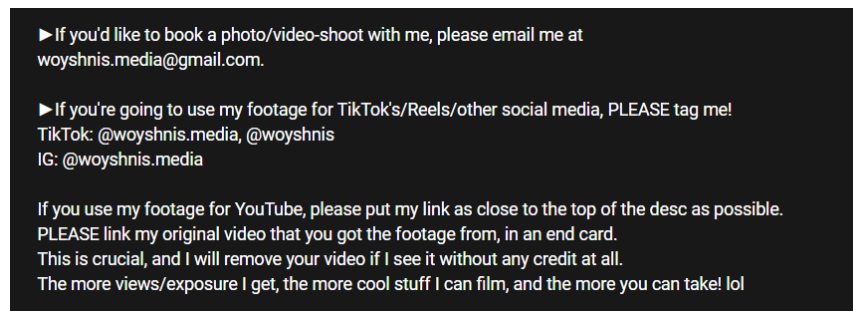 ►If you'd like to book a photo/video-shoot with me, please email me at
woyshnis.media@gmail.com.
►If you're going to use my footage for TikTok's/Reels/other social media, PLEASE tag me!
TikTok: @woyshnis.media, @woyshnis
IG: @woyshnis.media
If you use my footage for YouTube, please put my link as close to the top of the desc as possible.
PLEASE link my original video that you got the footage from, in an end card.
This is crucial, and I will remove your video if I see it without any credit at all.
The more views/exposure I get, the more cool stuff I can film, and the more you can take! lol